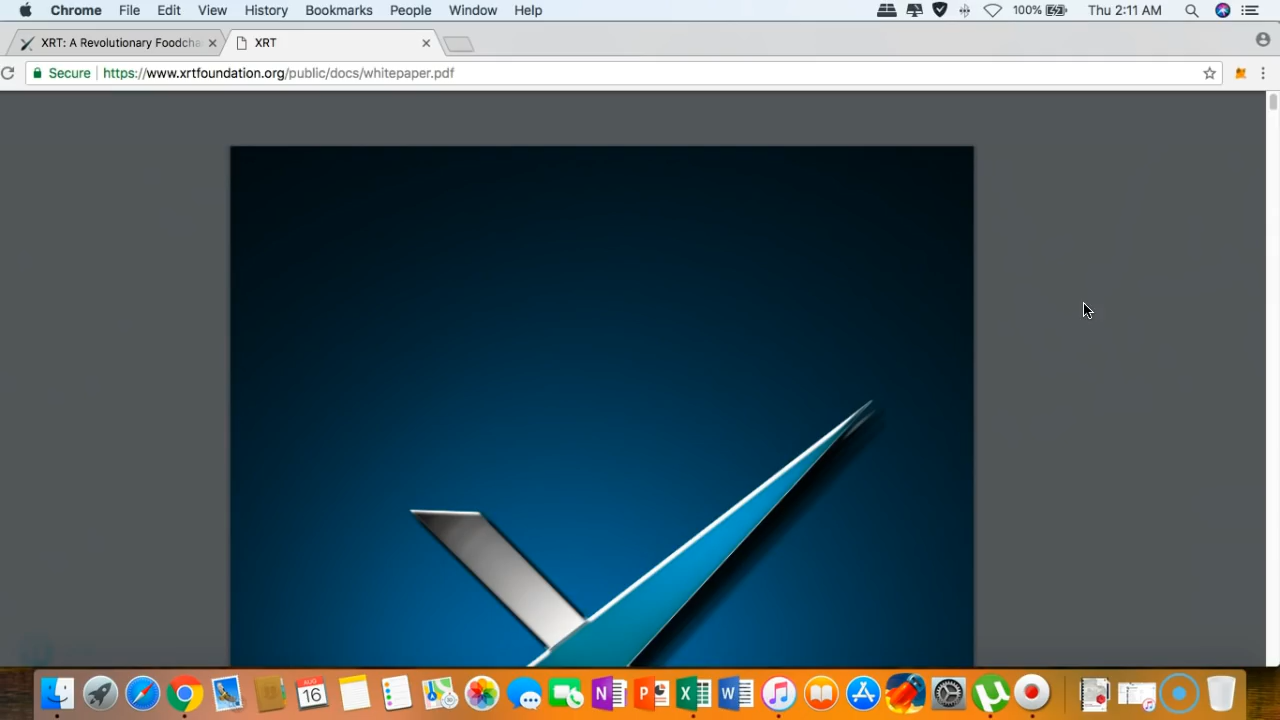 Chrome File Edit View History Bookmarks People Window Help 100% Thu 2:11 AM
XRT: A Revolutionary Foodcha XRT
Secure https://www.xrtfoundation.org/public/docs/whitepaper.pdf
AUG
16